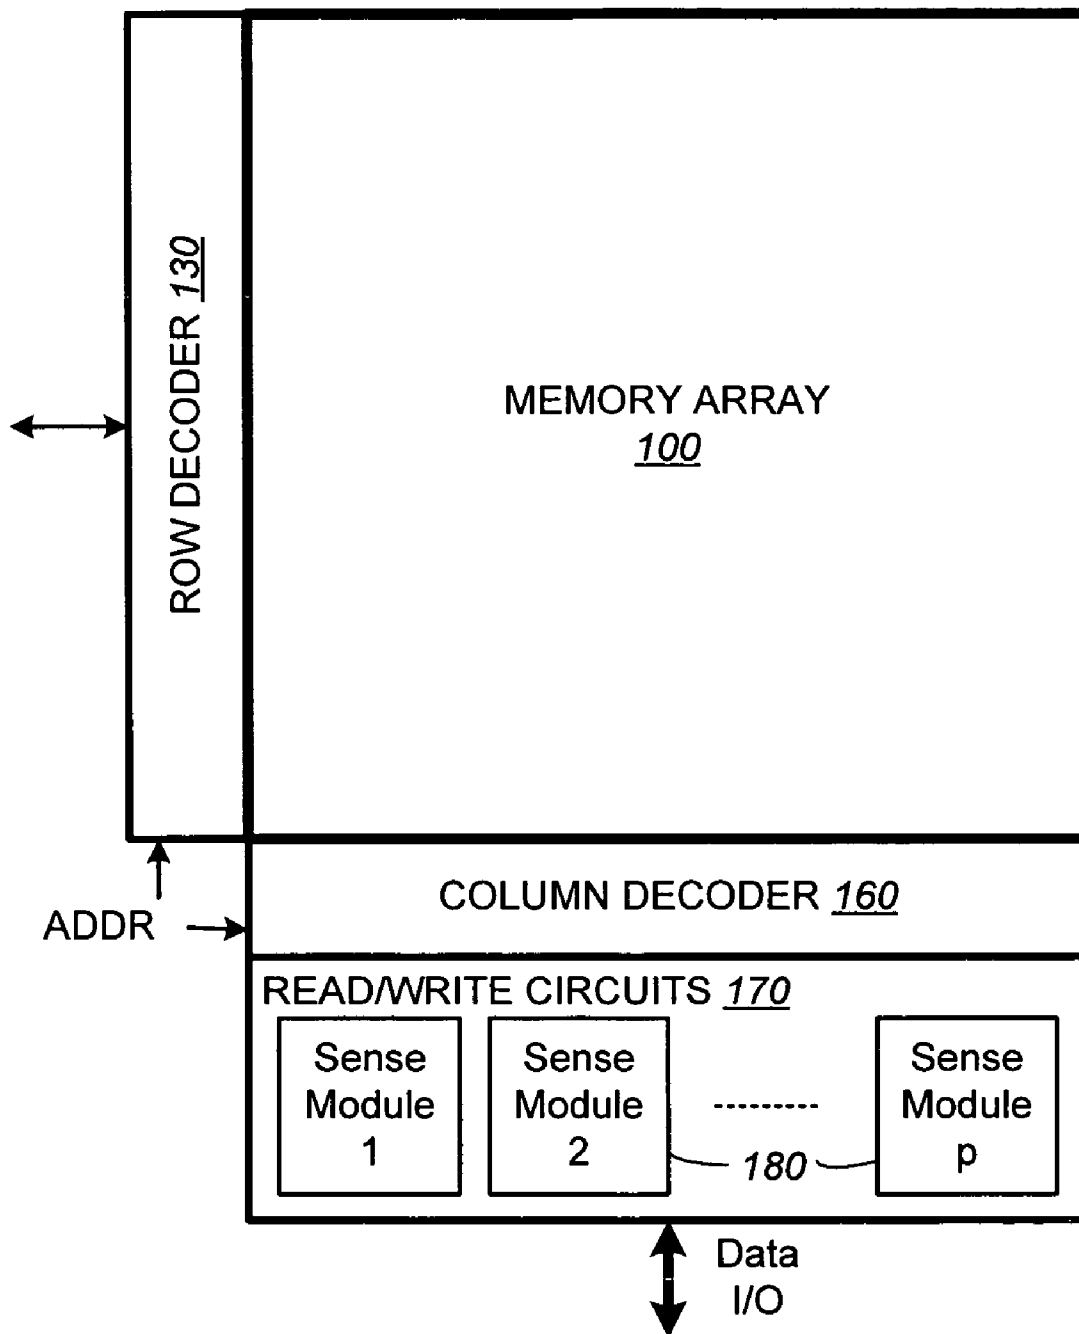 ROW DECODER 130
MEMORY ARRAY
100
COLUMN DECODER 160
ADDR
READ/WRITE CIRCUITS 170
Sense
Module
1
Sense
Module
2
Sense
Module
p
180
Data
I/O